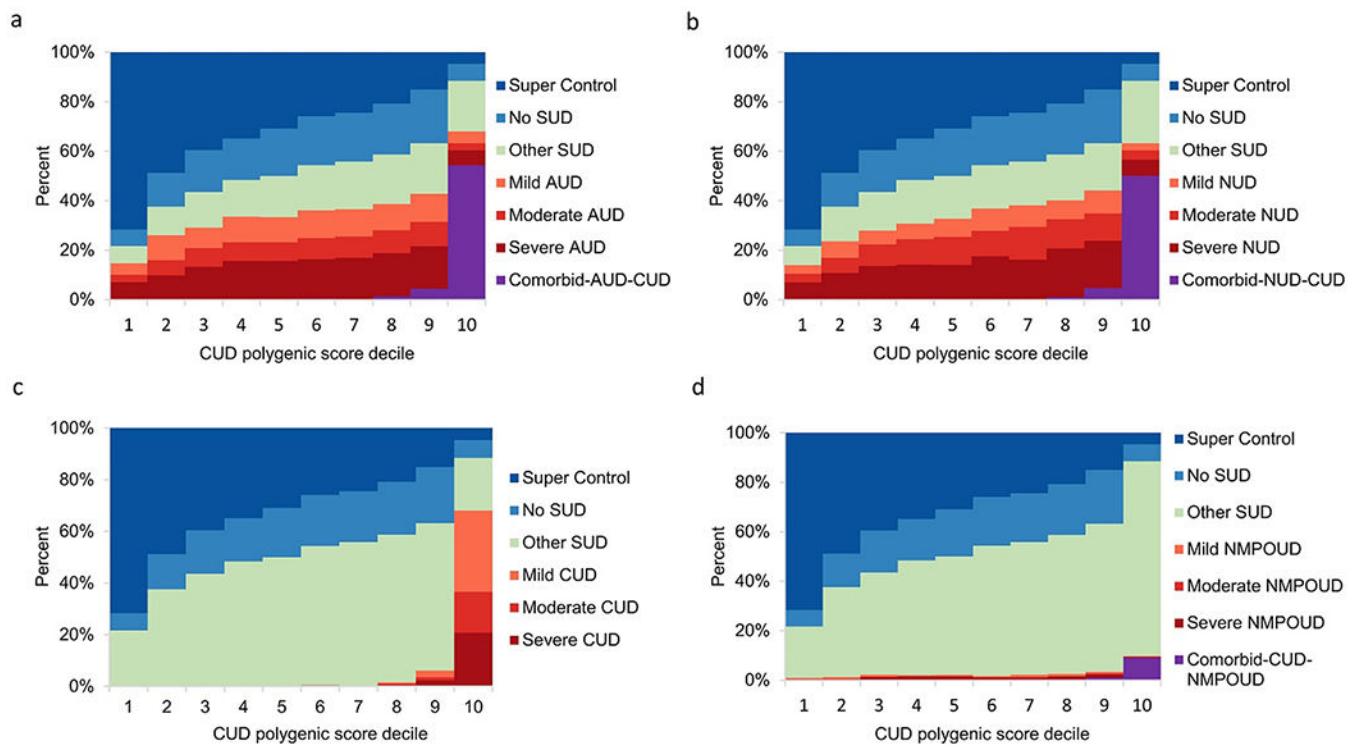 a
100%
80%
60%
40%
20%
0%
Percent
1 2 3 4 5 6 7 8 9 10
CUD polygenic score decile
Super Control
No SUD
Other SUD
Mild AUD
Moderate AUD
Severe AUD
Comorbid-AUD-CUD
b
100%
80%
60%
40%
20%
0%
Percent
1 2 3 4 5 6 7 8 9 10
CUD polygenic score decile
Super Control
No SUD
Other SUD
Mild NUD
Moderate NUD
Severe NUD
Comorbid-NUD-CUD
c
100%
80%
60%
40%
20%
0%
Percent
1 2 3 4 5 6 7 8 9 10
CUD polygenic score decile
Super Control
No SUD
Other SUD
Mild CUD
Moderate CUD
Severe CUD
d
100%
80%
60%
40%
20%
0%
Percent
1 2 3 4 5 6 7 8 9 10
CUD polygenic score decile
Super Control
No SUD
Other SUD
Mild NMPOUD
Moderate NMPOUD
Severe NMPOUD
Comorbid-CUD-
NMPOUD